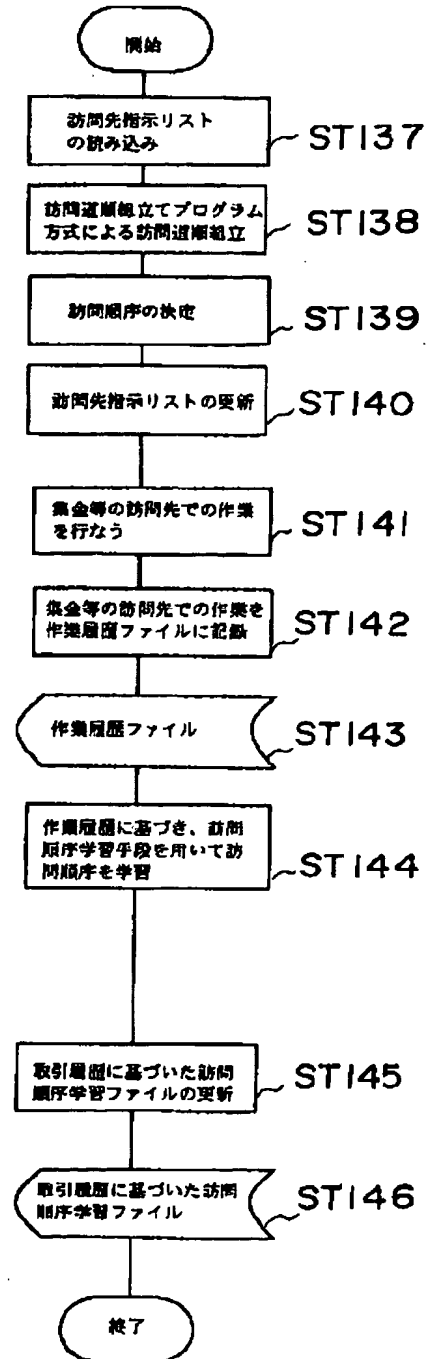 開始
訪問先指示リスト
の読み込み
ST137
訪問道順組立てプログラム
方式による訪問道順組立
ST138
訪問順序の決定
ST139
訪問先指示リストの更新
ST140
集金等の訪問先での作業
を行なう
ST141
集金等の訪問先での作業を
作業履歴ファイルに記録
ST142
作業履歴ファイル
ST143
作業履歴に基づき、訪問
順序学習手段を用いて訪
問順序を学習
ST144
取引履歴に基づいた訪問
順序学習ファイルの更新
ST145
取引履歴に基づいた訪問
順序学習ファイル
ST146
終了